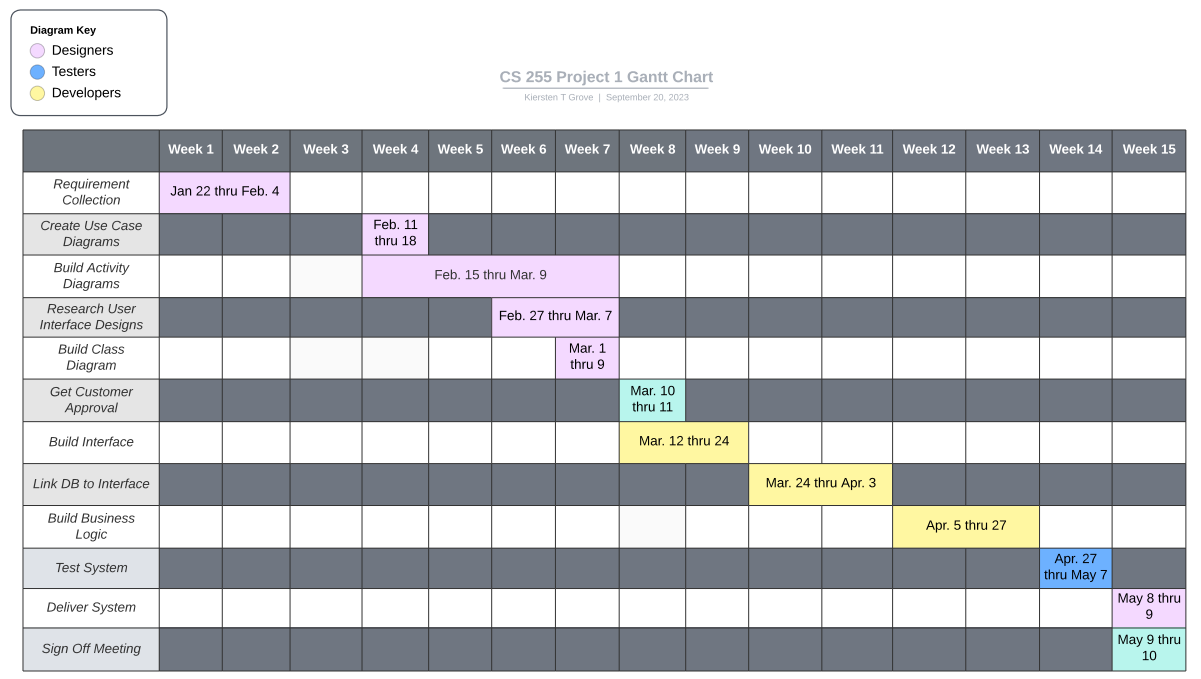 Diagram Key
Designers
Testers
Developers
CS 255 Project 1 Gantt Chart
Kiersten T Grove | September 20, 2023
Week 1 Week 2 Week 3 Week 4 Week 5 Week 6 Week 7 Week 8 Week 9 Week 10 Week 11 Week 12 Week 13 Week 14 Week 15
Requirement
Collection
Jan 22 thru Feb. 4
Create Use Case
Diagrams
Feb. 11
thru 18
Build Activity
Diagrams
Feb. 15 thru Mar. 9
Research User
Interface Designs
Feb. 27 thru Mar. 7
Build Class
Diagram
Mar. 1
thru 9
Get Customer
Approval
Mar. 10
thru 11
Build Interface
Mar. 12 thru 24
Link DB to Interface
Mar. 24 thru Apr. 3
Build Business
Logic
Apr. 5 thru 27
Test System
Apr. 27
thru May 7
Deliver System
May 8 thru
9
Sign Off Meeting
May 9 thru
10